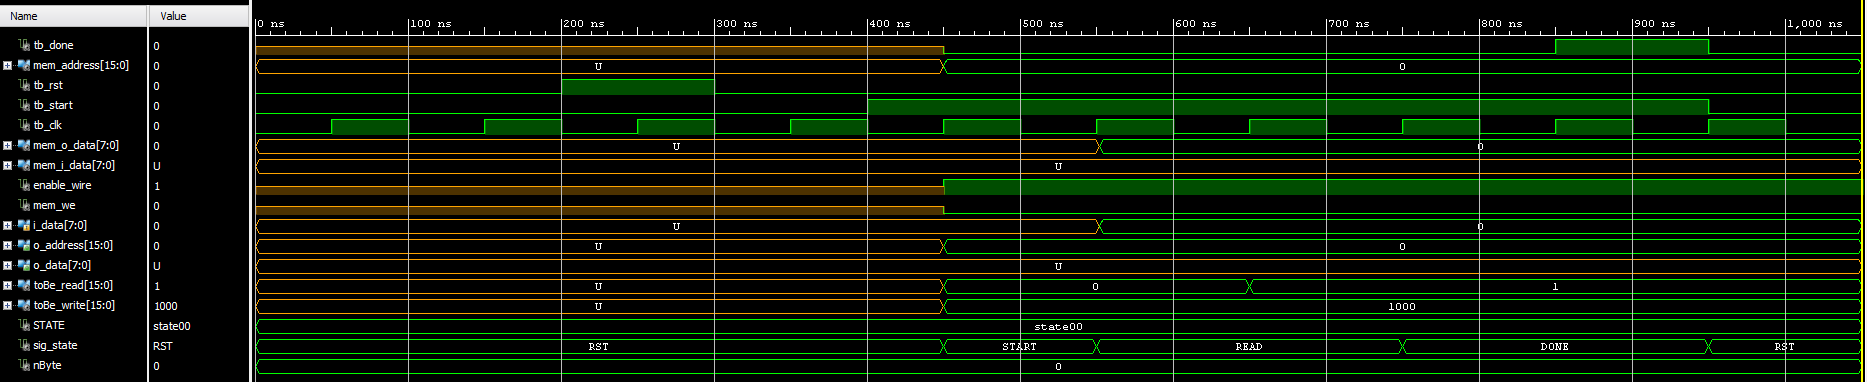 Name Value
0 ns 100 ns 200 ns 300 ns 400 ns 500 ns 600 ns 700 ns 800 ns 900 ns 1,000 ns
tb_done 0
mem_address[15:0] 0 U 0
tb_rst 0
tb_start 0
tb_clk 0
mem_o_data[7:0] 0 U 0
mem_i_data[7:0] U U
enable_wire 1
mem_we 0
i_data[7:0] 0 U 0
o_address[15:0] 0 U 0
o_data[7:0] U U
toBe_read[15:0] 1 U 0 1
toBe_write[15:0] 1000 U 1000
STATE state00 state00
sig_state RST RST START READ DONE RST
nByte 0 0